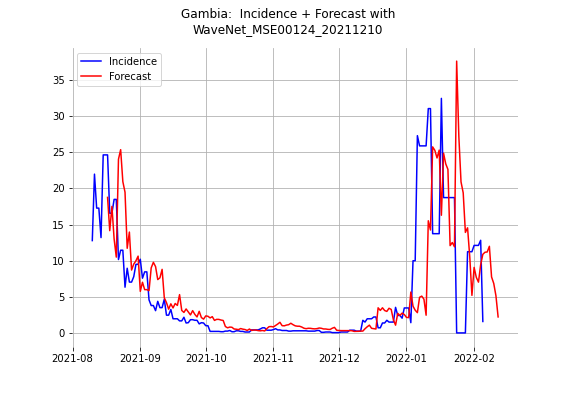 Gambia:  Incidence + Forecast with
WaveNet_MSE00124_20211210
Incidence
Forecast
35
30
25
20
15
10
5
0
2021-08 2021-09 2021-10 2021-11 2021-12 2022-01 2022-02